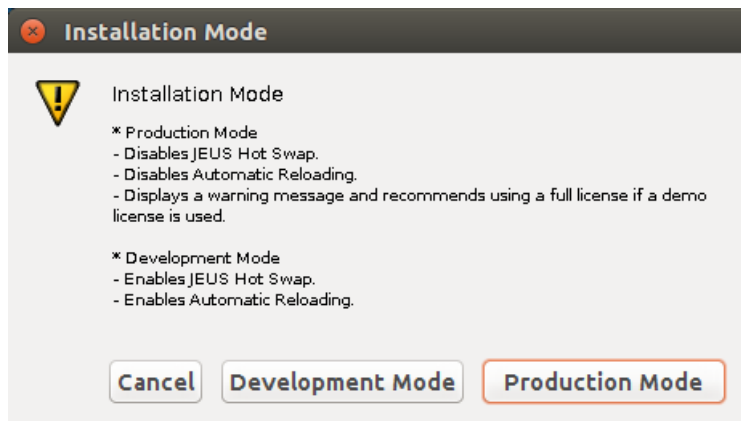 Installation Mode
Installation Mode
* Production Mode
- Disables JEUS Hot Swap.
- Disables Automatic Reloading.
- Displays a warning message and recommends using a full license if a demo
license is used.
* Development Mode
- Enables JEUS Hot Swap.
- Enables Automatic Reloading.
Cancel Development Mode Production Mode